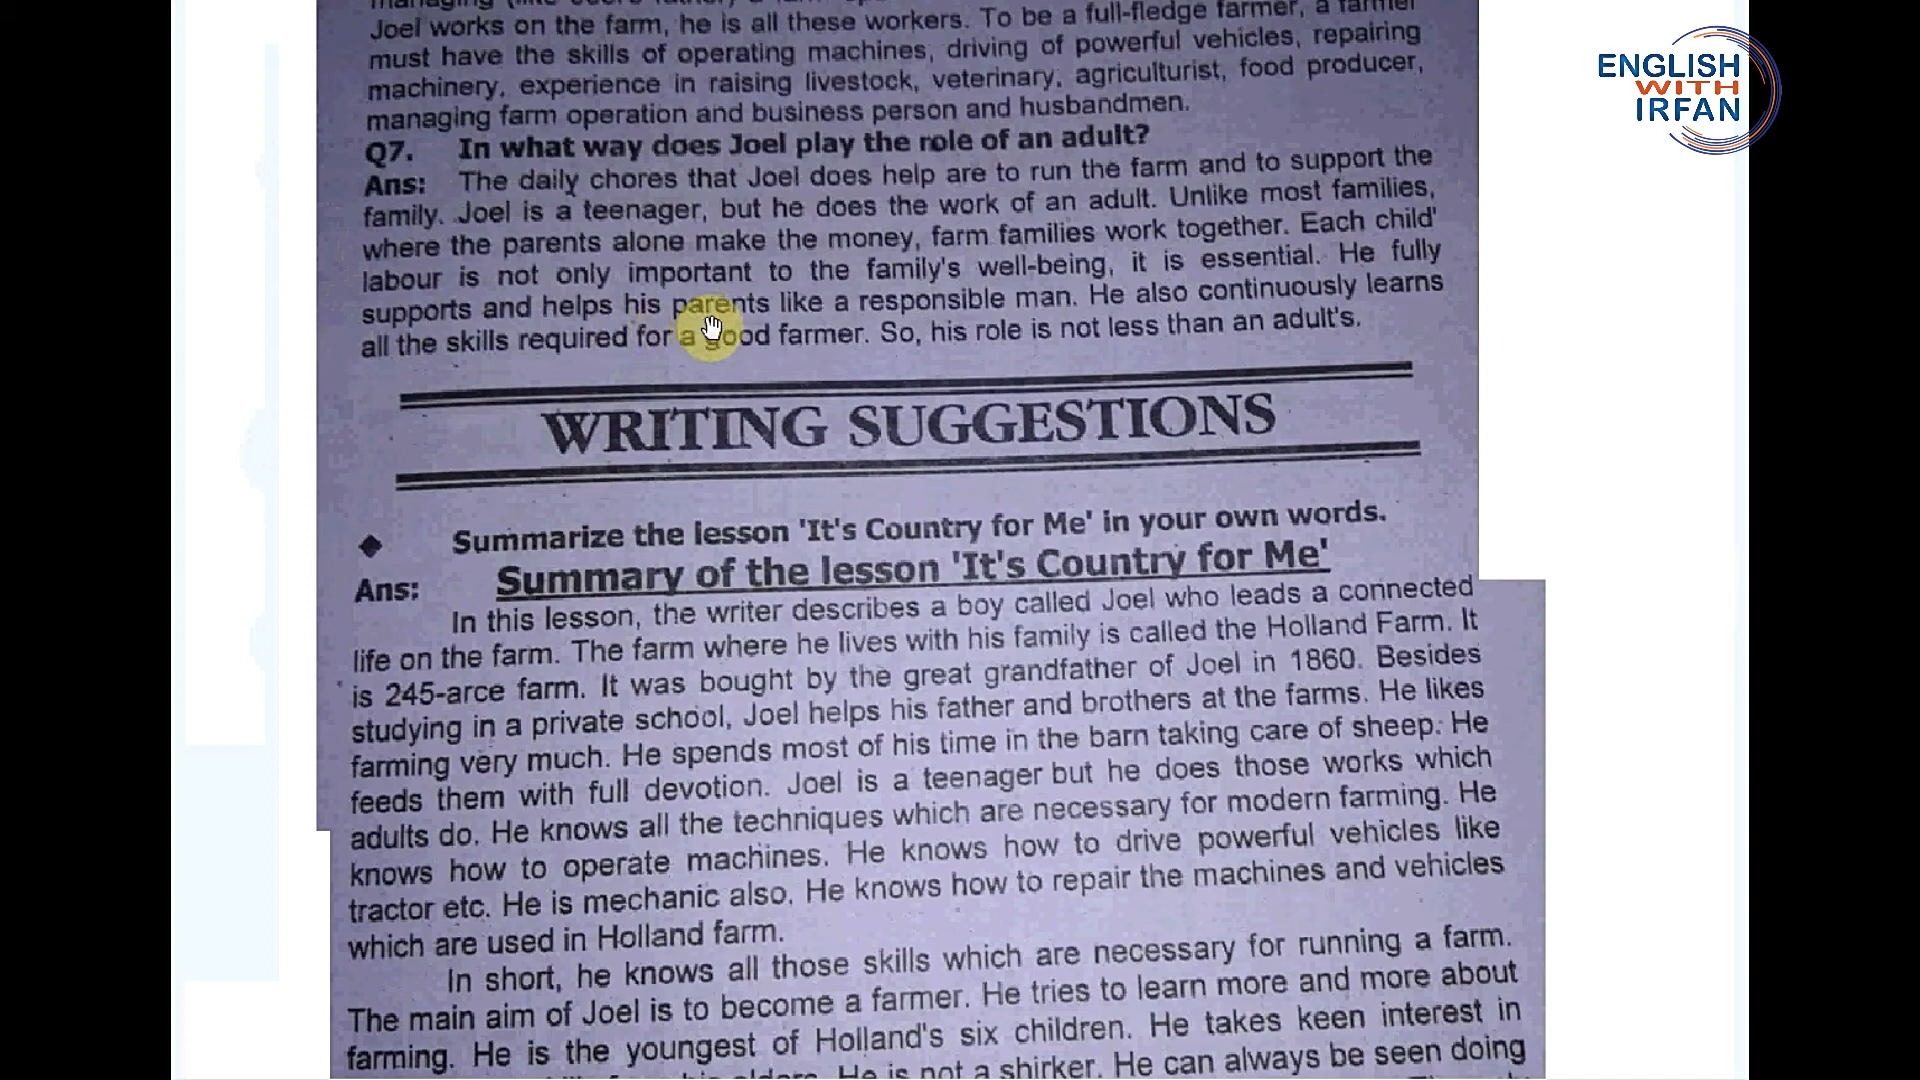 Joel works on the farm, he is all these workers. To be a full-fledge farmer, a farmer
must have the skills of operating machines, driving of powerful vehicles, repairing
machinery, experience in raising livestock, veterinary, agriculturist, food producer,
managing farm operation and business person and husbandmen.
Q7. In what way does Joel play the role of an adult?
Ans: The daily chores that Joel does help are to run the farm and to support the
family. Joel is a teenager, but he does the work of an adult. Unlike most families,
where the parents alone make the money, farm families work together. Each child'
labour is not only important to the family's well-being, it is essential. He fully
supports and helps his parents like a responsible man. He also continuously learns
all the skills required for a good farmer. So, his role is not less than an adult's.
WRITING SUGGESTIONS
◆ Summarize the lesson 'It's Country for Me' in your own words.
Ans: Summary of the lesson 'It's Country for Me'
In this lesson, the writer describes a boy called Joel who leads a connected
life on the farm. The farm where he lives with his family is called the Holland Farm. It
is 245-arce farm. It was bought by the great grandfather of Joel in 1860. Besides
studying in a private school, Joel helps his father and brothers at the farms. He likes
farming very much. He spends most of his time in the barn taking care of sheep. He
feeds them with full devotion. Joel is a teenager but he does those works which
adults do. He knows all the techniques which are necessary for modern farming. He
knows how to operate machines. He knows how to drive powerful vehicles like
tractor etc. He is mechanic also. He knows how to repair the machines and vehicles
which are used in Holland farm.
In short, he knows all those skills which are necessary for running a farm.
The main aim of Joel is to become a farmer. He tries to learn more and more about
farming. He is the youngest of Holland's six children. He takes keen interest in
He is not a shirker. He can always be seen doing
ENGLISH
WITH
IRFAN